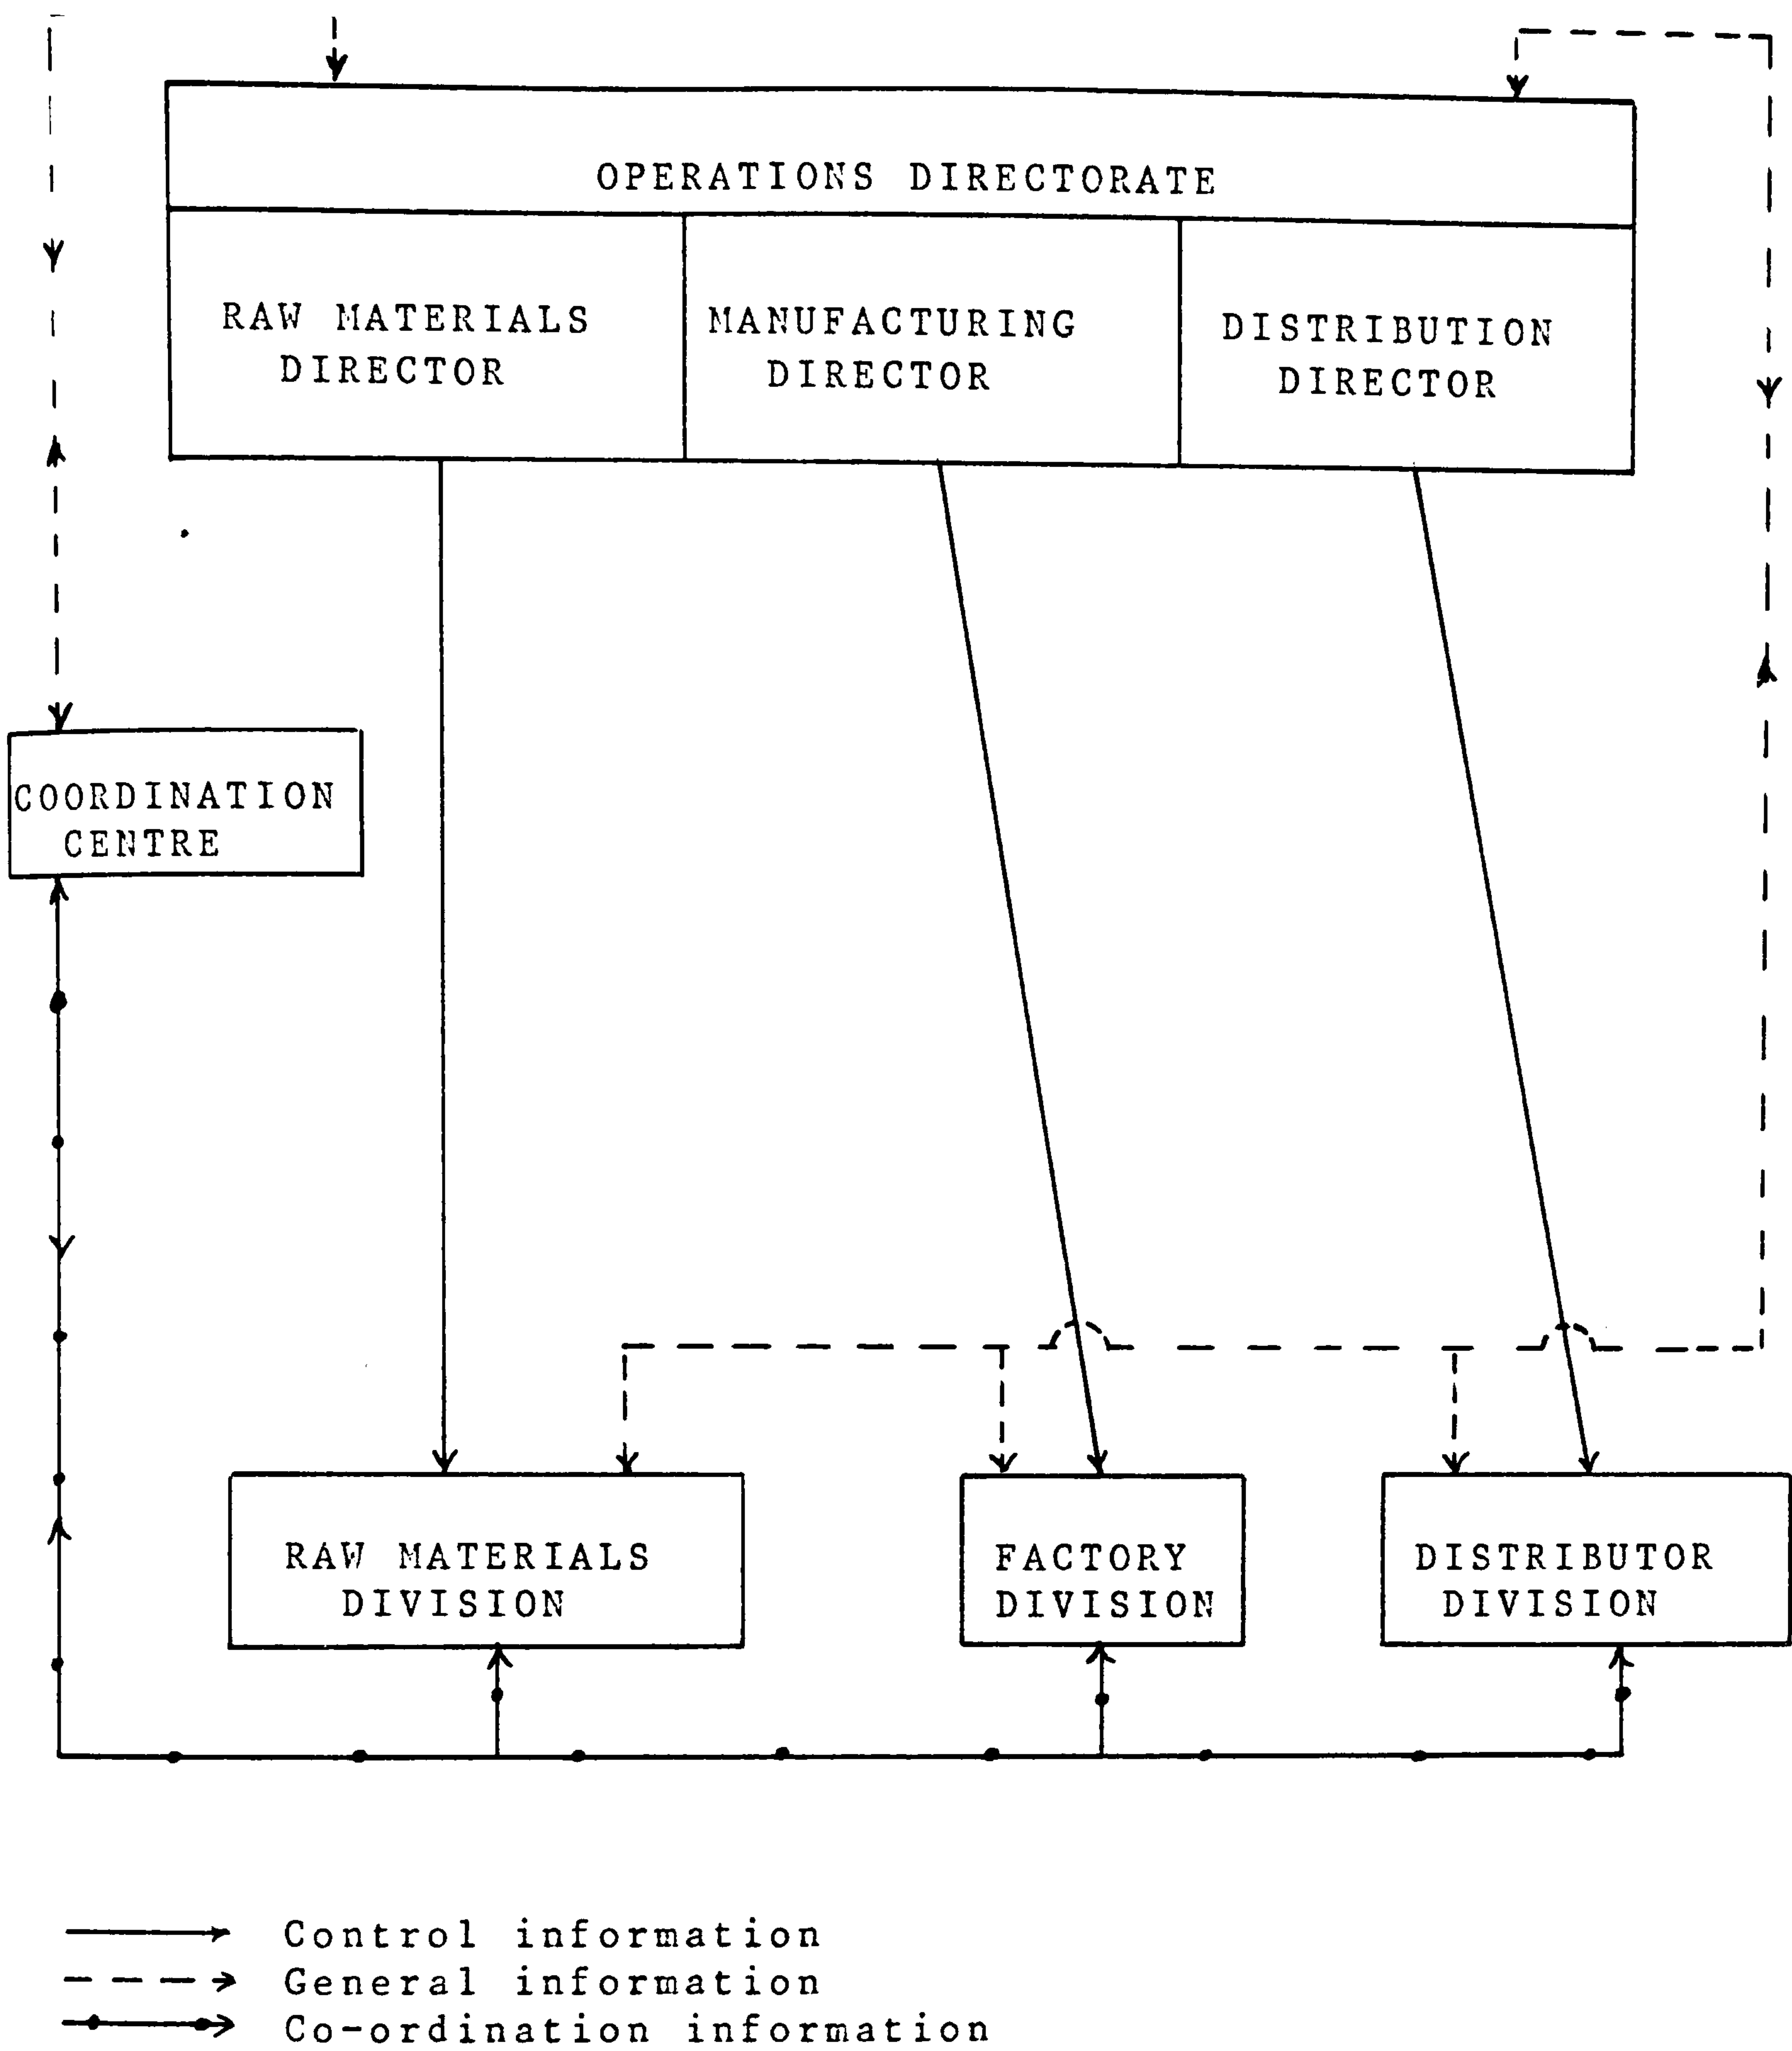 OPERATIONS DIRECTORATE
RAW MATERIALS
DIRECTOR
MANUFACTURING
DIRECTOR
DISTRIBUTION
DIRECTOR
COORDINATION
CENTRE
RAW MATERIALS
DIVISION
FACTORY
DIVISION
DISTRIBUTOR
DIVISION
Control information
General information
Co-ordination information